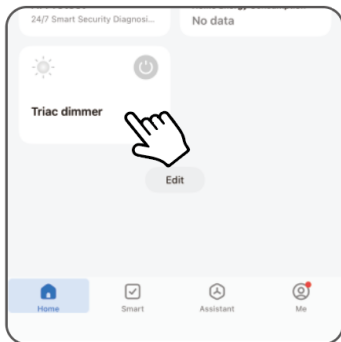 24/7 Smart Security Diagnosi...
No data
Triac dimmer
Edit
Home Smart Assistant Me